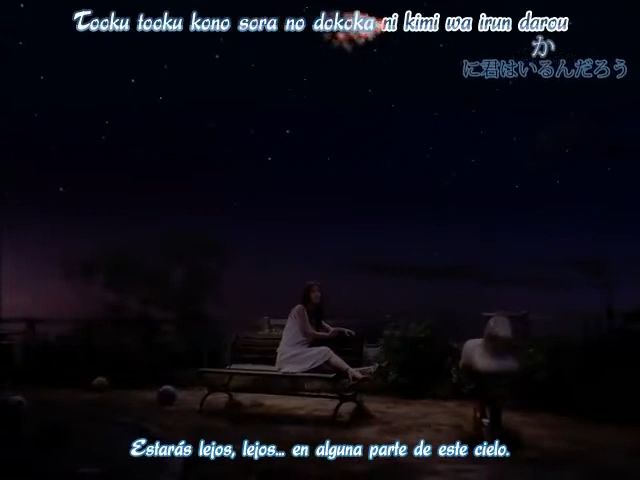 Tooku tooku kono sora no dokoka ni kimi wa irun darou
か
に君はいるんだろう
Estarás lejos, lejos... en alguna parte de este cielo.